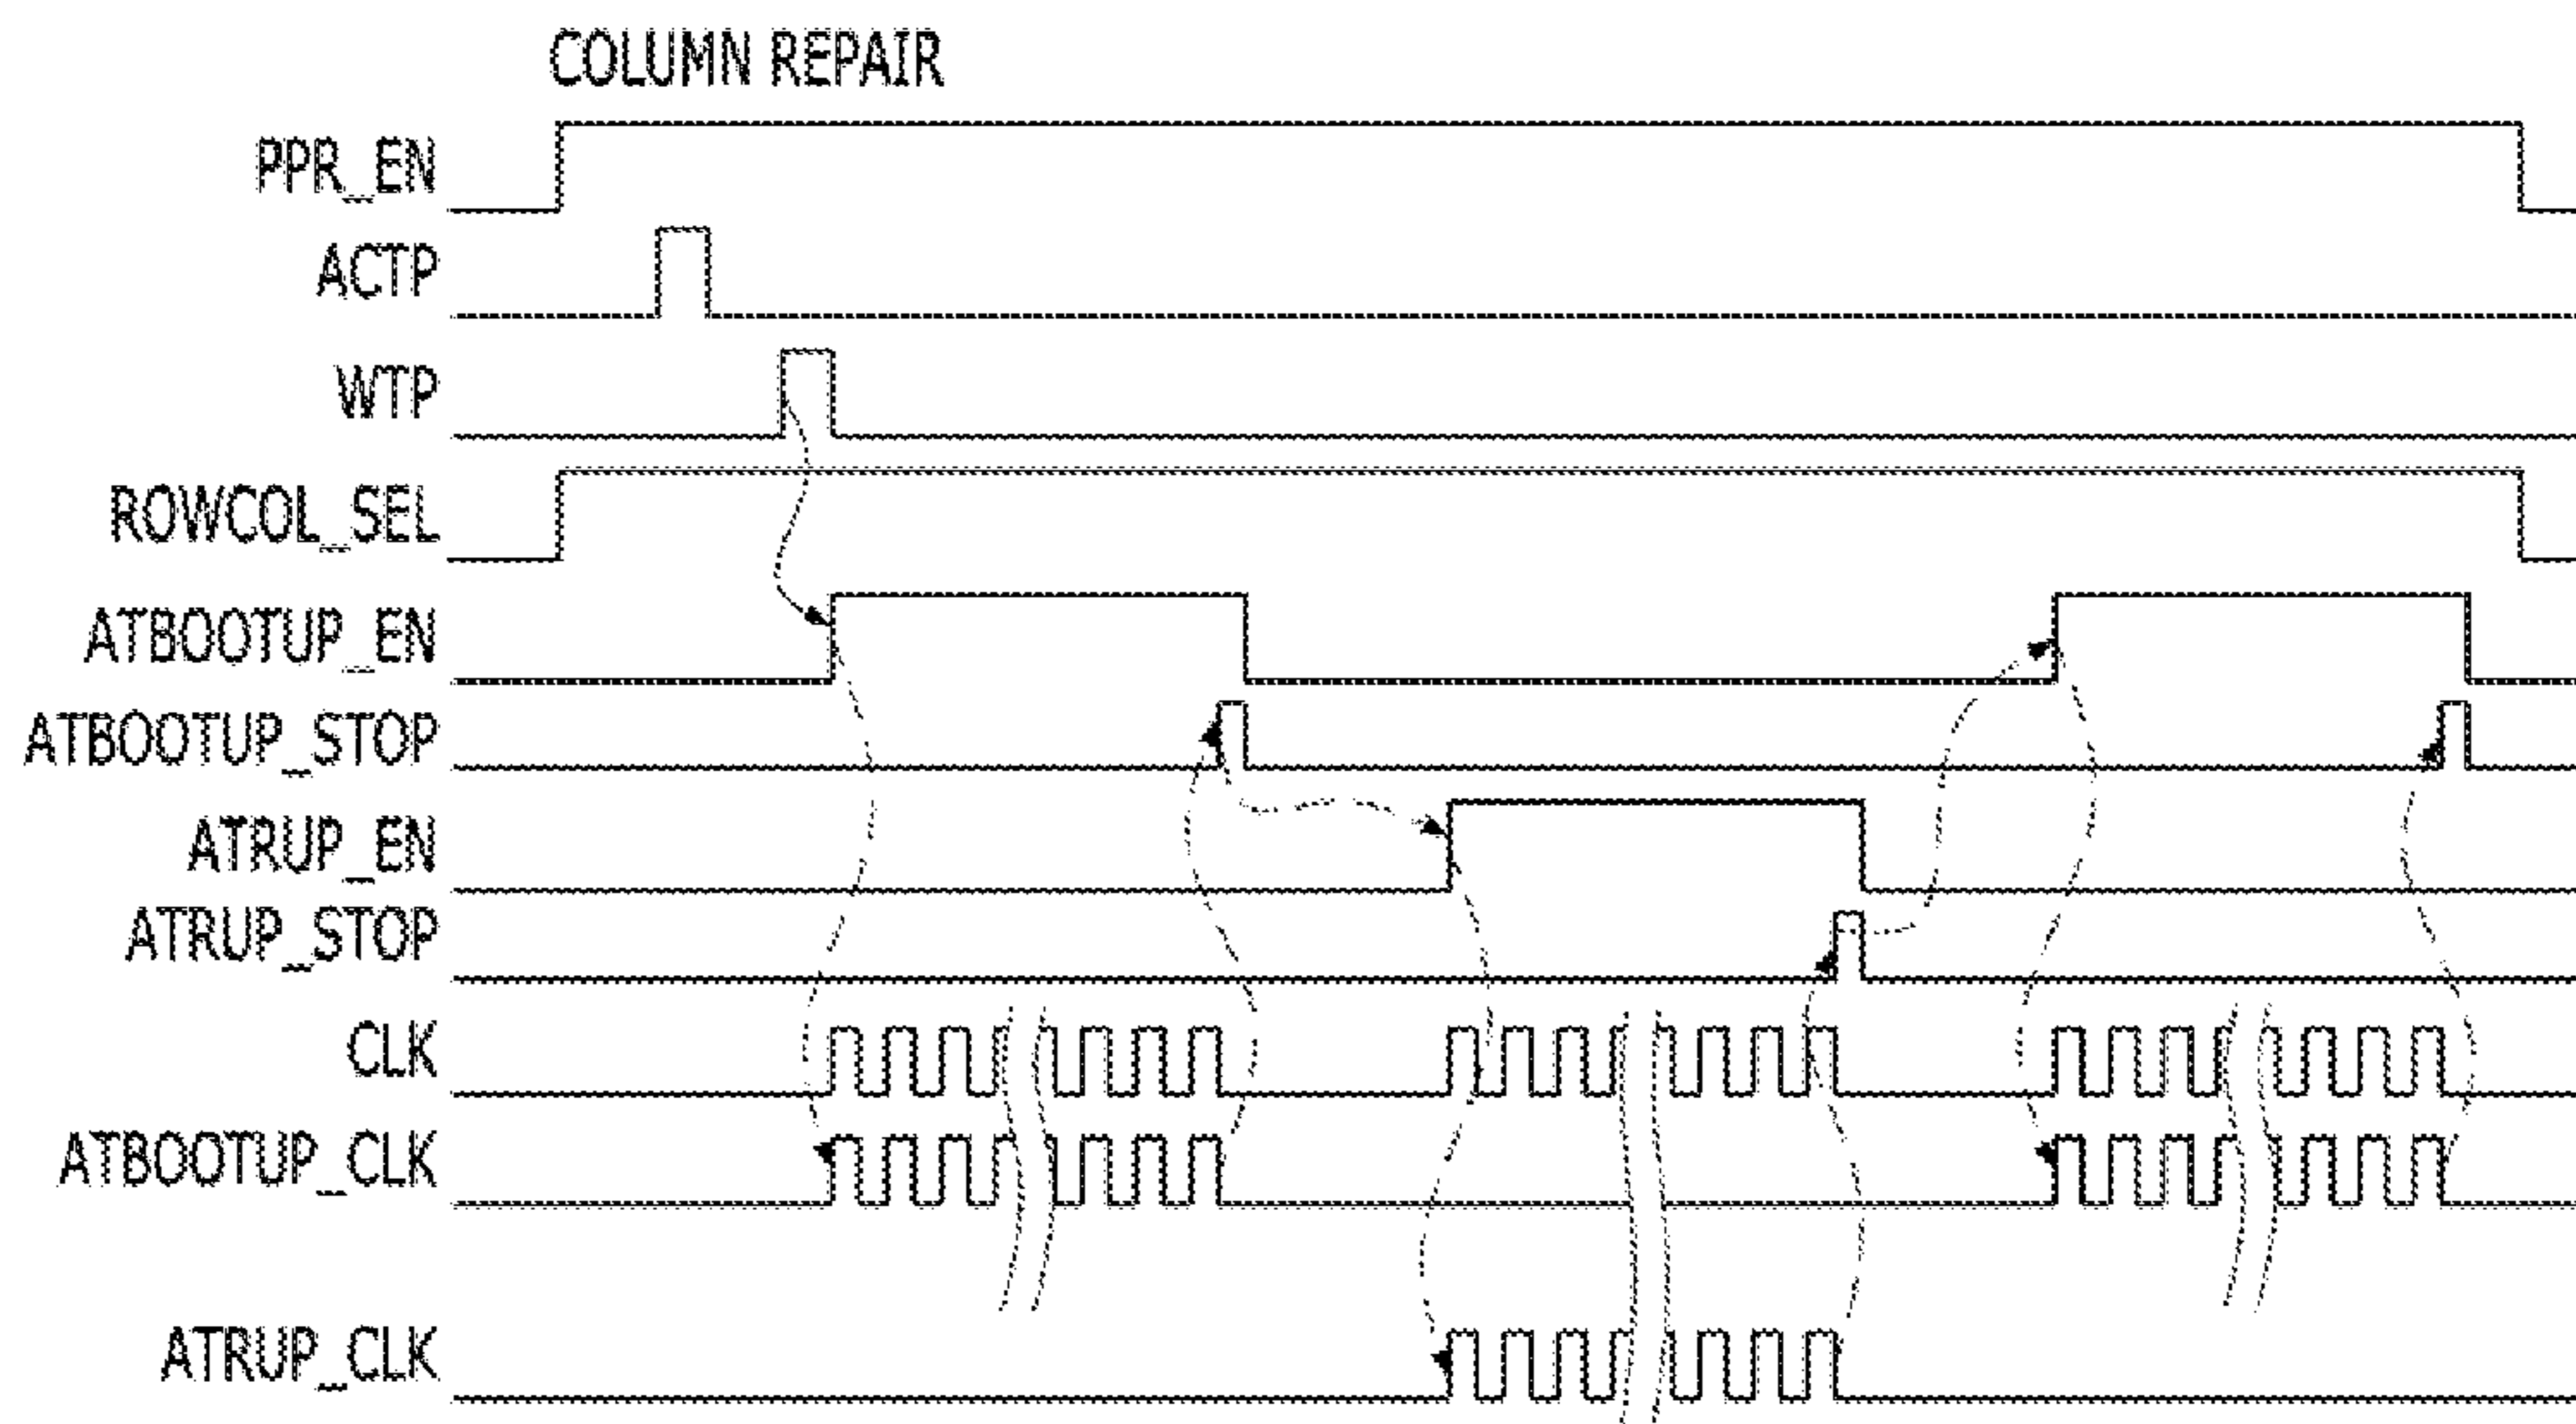 COLUMN REPAIR
PPR_EN
ACTP
WTP
ROWCOL_SEL
ATBOOTUP_EN
ATBOOTUP_STOP
ATRUP_EN
ATRUP_STOP
CLK
ATBOOTUP_CLK
ATRUP_CLK